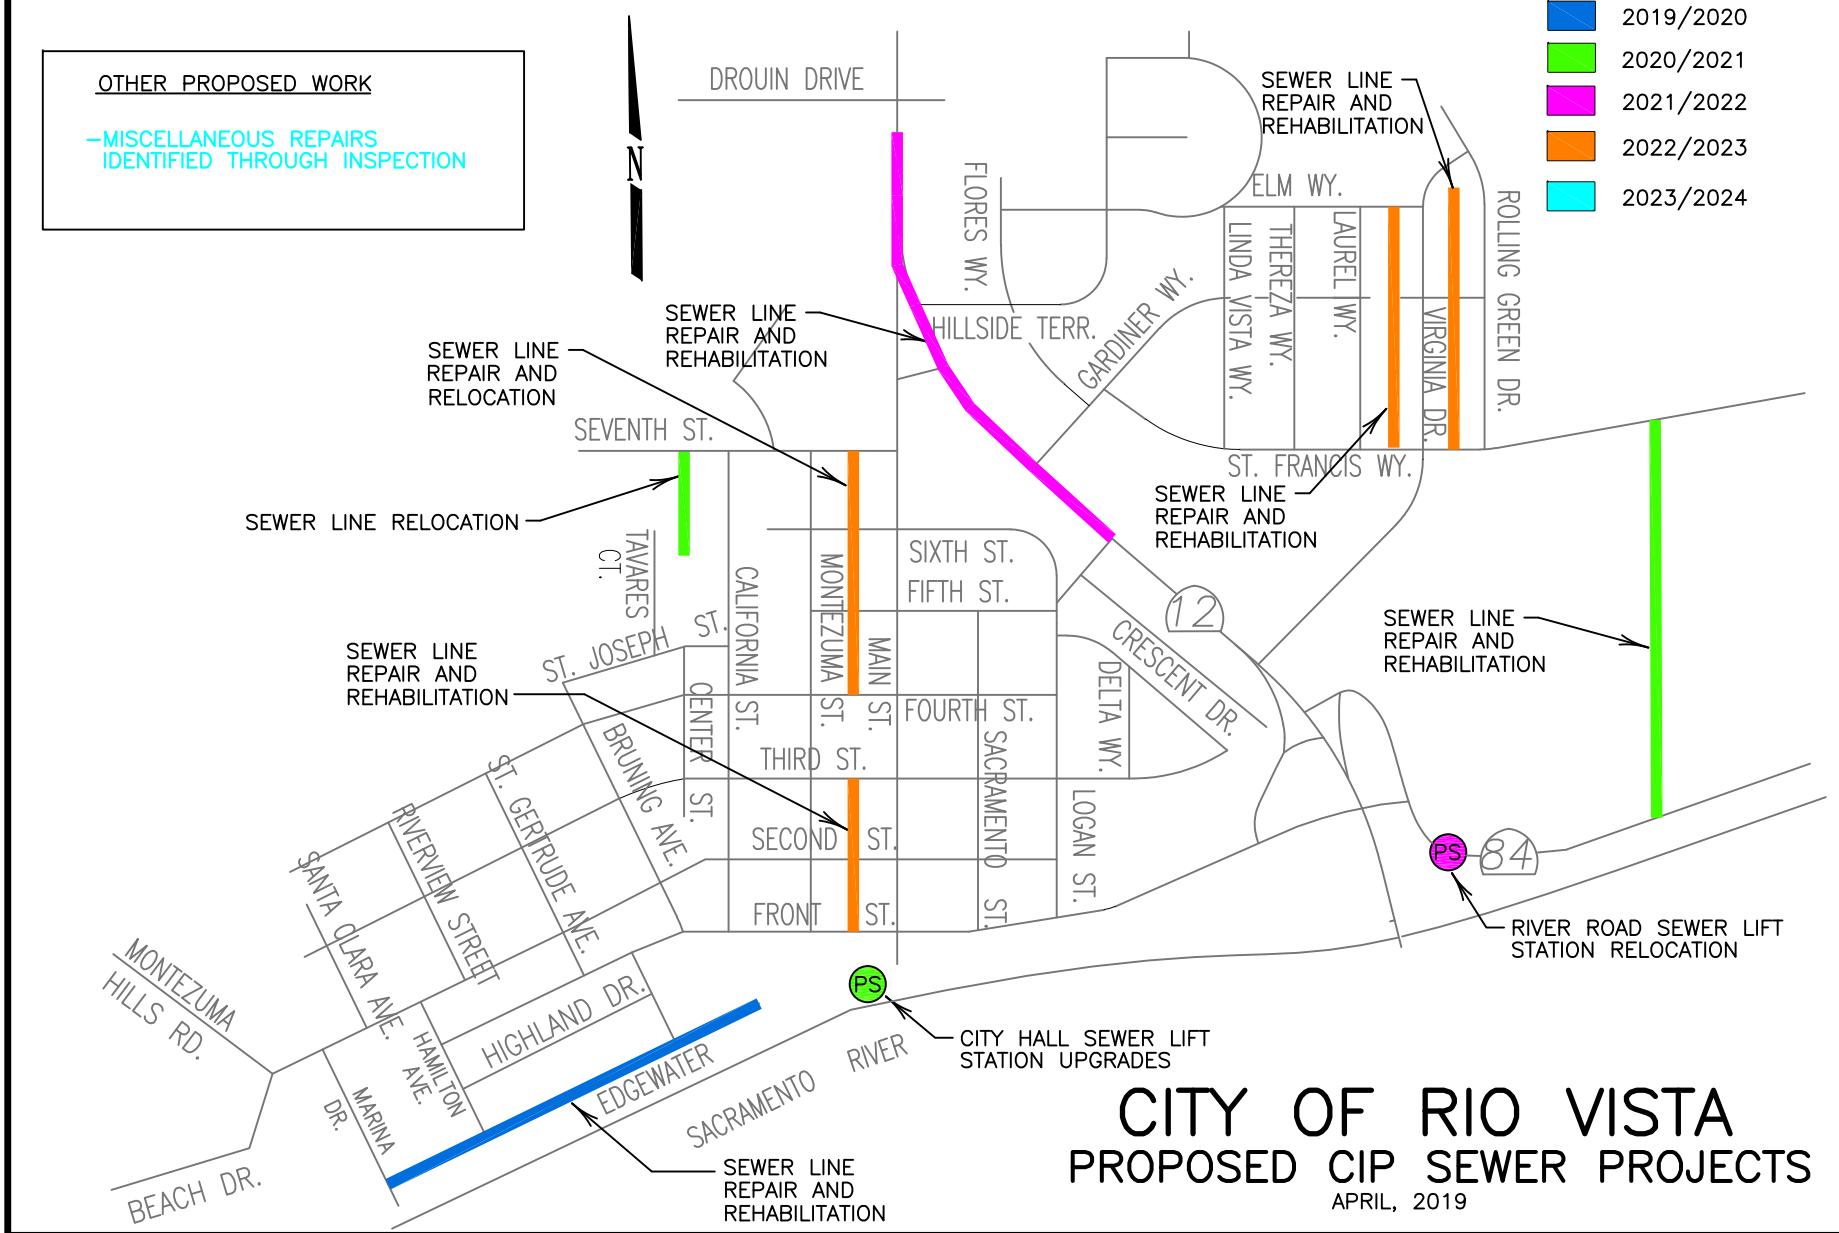 2019/2020
2020/2021
2021/2022
2022/2023
2023/2024
OTHER PROPOSED WORK
-MISCELLANEOUS REPAIRS
IDENTIFIED THROUGH INSPECTION
N
DROUIN DRIVE
SEWER LINE
REPAIR AND
REHABILITATION
FLORES WY.
ELM WY.
LINDA VISTA WY.
THEREZA WY.
LAUREL WY.
VIRGINIA DR.
ROLLING GREEN DR.
GARDINER WY.
HILLSIDE TERR.
SEWER LINE
REPAIR AND
REHABILITATION
SEWER LINE
REPAIR AND
RELOCATION
SEVENTH ST.
ST. FRANCIS WY.
SEWER LINE
REPAIR AND
REHABILITATION
SEWER LINE RELOCATION
TAVARES
CT.
SIXTH ST.
FIFTH ST.
CALIFORNIA ST.
MONTEZUMA ST.
MAIN ST.
12
CRESCENT DR.
DELTA WY.
SEWER LINE
REPAIR AND
REHABILITATION
ST. JOSEPH ST.
SEWER LINE
REPAIR AND
REHABILITATION
CENTER ST.
FOURTH ST.
THIRD ST.
SACRAMENTO ST.
LOGAN ST.
BRUNING AVE.
ST. GERTRUDE AVE.
RIVERVIEW STREET
SANTA CLARA AVE.
SECOND ST.
FRONT ST.
PS
84
RIVER ROAD SEWER LIFT
STATION RELOCATION
MONTEZUMA
HILLS RD.
PS
CITY HALL SEWER LIFT
STATION UPGRADES
HIGHLAND DR.
HAMILTON
AVE.
MARINA
DR.
EDGEWATER
SACRAMENTO RIVER
BEACH DR.
SEWER LINE
REPAIR AND
REHABILITATION
CITY OF RIO VISTA
PROPOSED CIP SEWER PROJECTS
APRIL, 2019